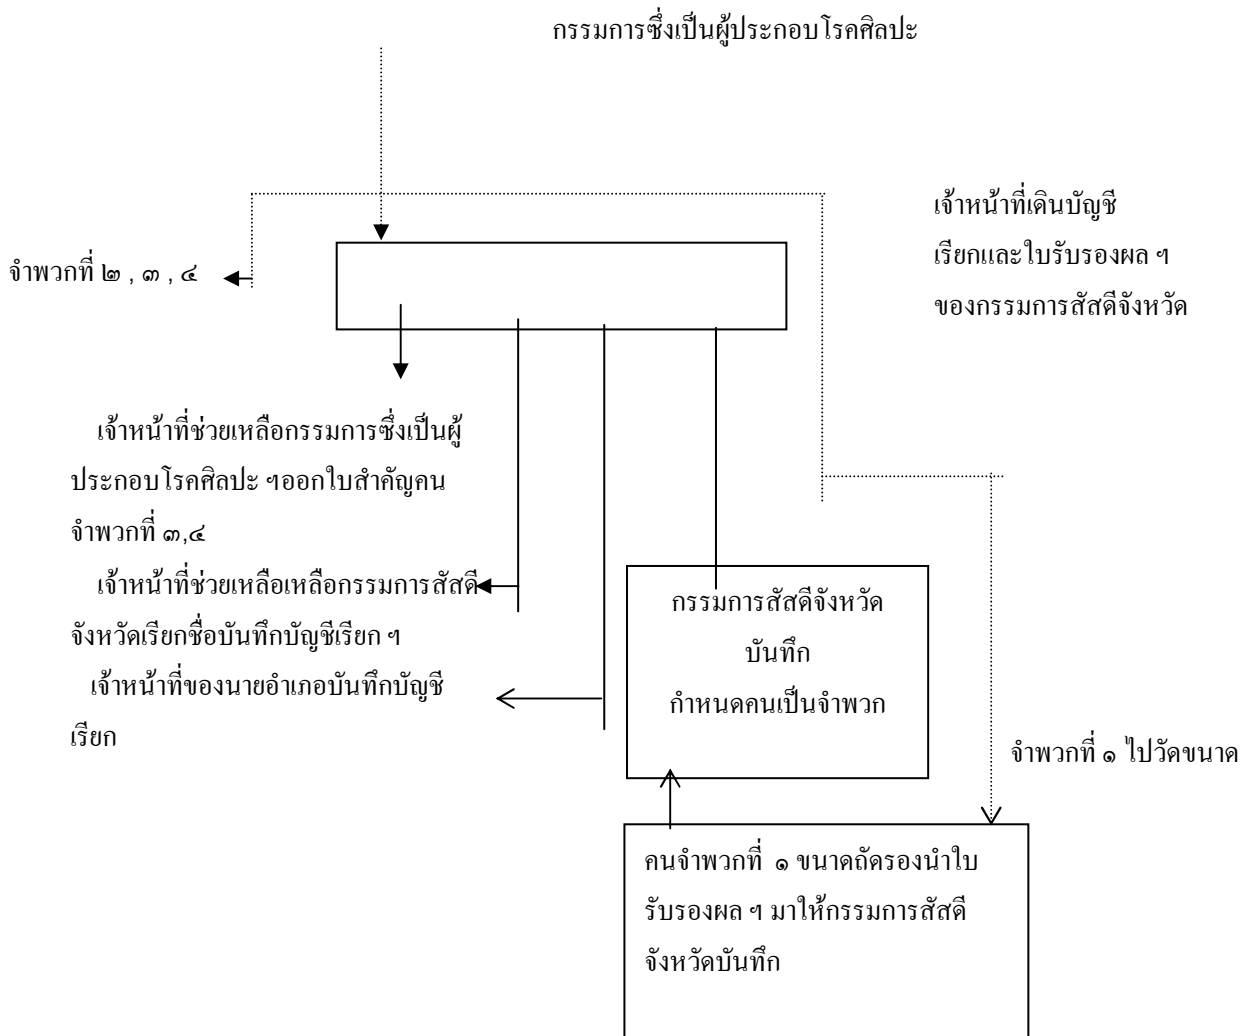 กรรมการซึ่งเป็นผู้ประกอบโรคศิลปะ
เจ้าหน้าที่เดินบัญชี
เรียกและใบรับรองผล ฯ
ของกรรมการสัสดีจังหวัด
จำพวกที่ ๒ , ๓ , ๔
เจ้าหน้าที่ช่วยเหลือกรรมการซึ่งเป็นผู้
ประกอบโรคศิลปะ ฯออกใบสำคัญคน
จำพวกที่ ๓,๔
เจ้าหน้าที่ช่วยเหลือเหลือกรรมการสัสดี
จังหวัดเรียกชื่อบันทึกบัญชีเรียก ฯ
เจ้าหน้าที่ของนายอำเภอบันทึกบัญชี
เรียก
กรรมการสัสดีจังหวัด
บันทึก
กำหนดคนเป็นจำพวก
จำพวกที่ ๑ ไปวัดขนาด
คนจำพวกที่ ๑ ขนาดถัดรองนำใบ
รับรองผล ฯ มาให้กรรมการสัสดี
จังหวัดบันทึก